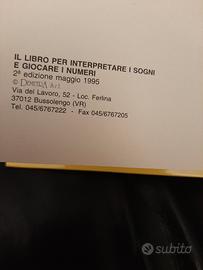 IL LIBRO PER INTERPRETARE I SOGNI
E GIOCARE I NUMERI
2ª edizione maggio 1995
© DEMETRA S.r.l.
Via del Lavoro, 52 - Loc. Ferlina
37012 Bussolengo (VR)
Tel. 045/6767222 - Fax 045/6767205
subito